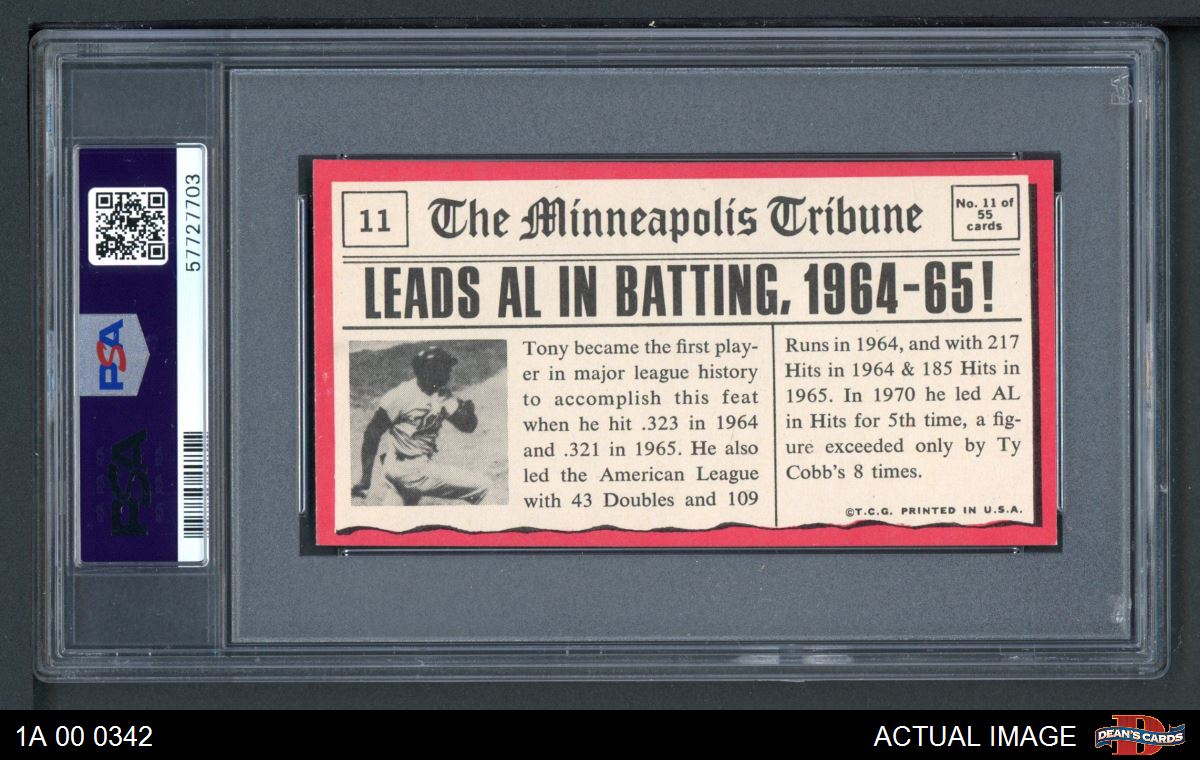 57727703
PSA
PSA
11
The Minneapolis Tribune
No. 11 of
55
cards
LEADS AL IN BATTING, 1964-65!
Tony became the first play-
er in major league history
to accomplish this feat
when he hit .323 in 1964
and .321 in 1965. He also
led the American League
with 43 Doubles and 109
Runs in 1964, and with 217
Hits in 1964 & 185 Hits in
1965. In 1970 he led AL
in Hits for 5th time, a fig-
ure exceeded only by Ty
Cobb's 8 times.
©T.C.G. PRINTED IN U.S.A.
1A 00 0342
ACTUAL IMAGE
DEAN'S CARDS